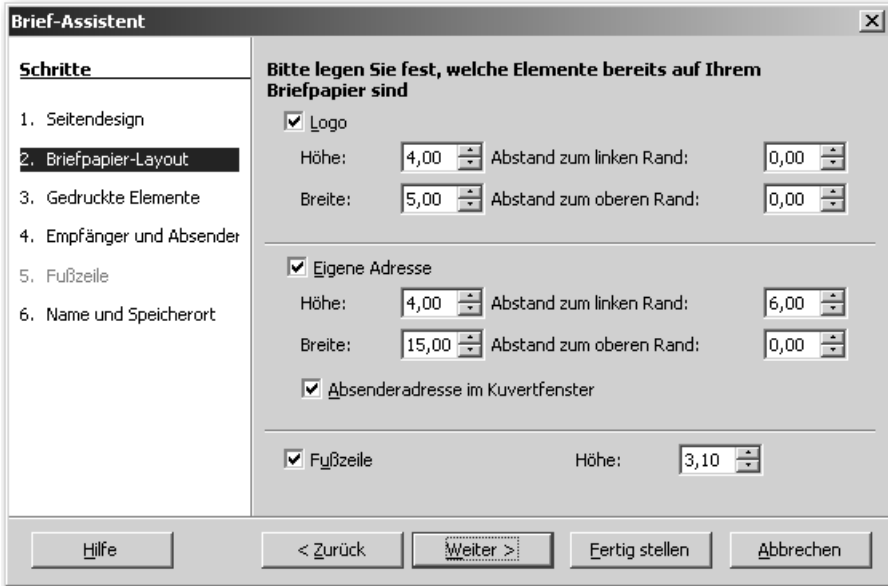 Brief-Assistent
Schritte
1. Seitendesign
2. Briefpapier-Layout
3. Gedruckte Elemente
4. Empfänger und Absender
5. Fußzeile
6. Name und Speicherort
Bitte legen Sie fest, welche Elemente bereits auf Ihrem
Briefpapier sind
Logo
Höhe: 4,00 Abstand zum linken Rand: 0,00
Breite: 5,00 Abstand zum oberen Rand: 0,00
Eigene Adresse
Höhe: 4,00 Abstand zum linken Rand: 6,00
Breite: 15,00 Abstand zum oberen Rand: 0,00
Absenderadresse im Kuvertfenster
Fußzeile Höhe: 3,10
Hilfe < Zurück Weiter > Fertig stellen Abbrechen